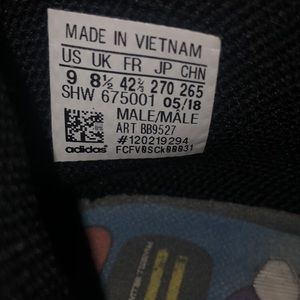 MADE IN VIETNAM
US UK FR JP CHN
9 8½ 42⅔ 270 265
SHW 675001 05/18
MALE/MÂLE
ART BB9527
#120219294
adidas FCFV0SCkB0031